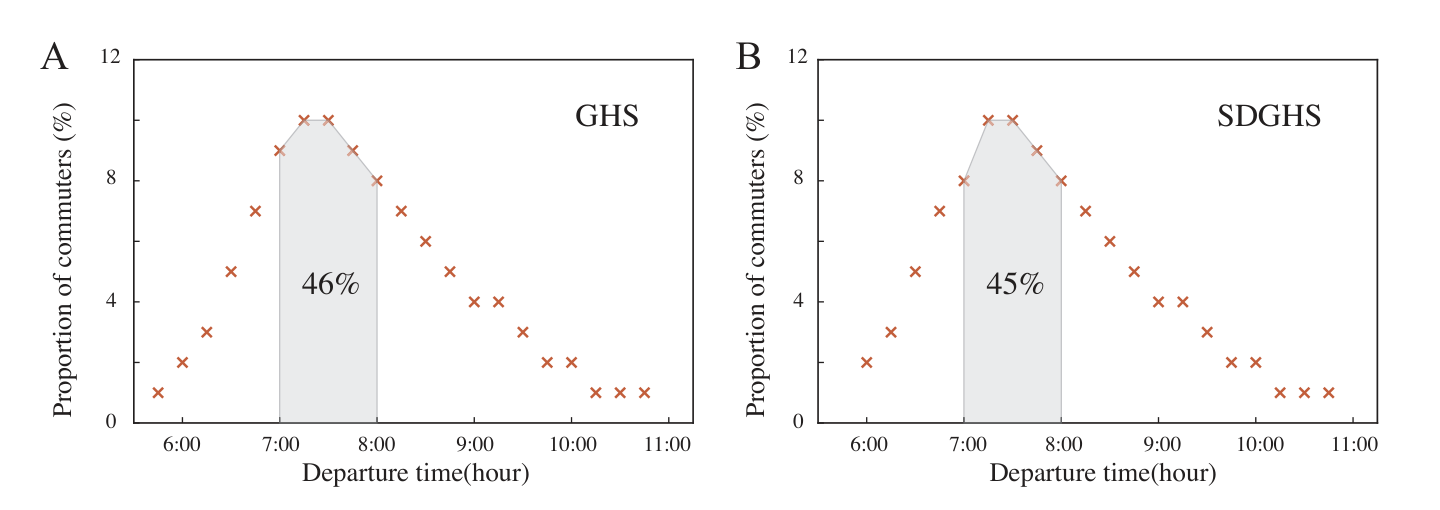 A
Proportion of commuters (%)
12
8
4
0
GHS
46%
6:00 7:00 8:00 9:00 10:00 11:00
Departure time(hour)
B
Proportion of commuters (%)
12
8
4
0
SDGHS
45%
6:00 7:00 8:00 9:00 10:00 11:00
Departure time(hour)